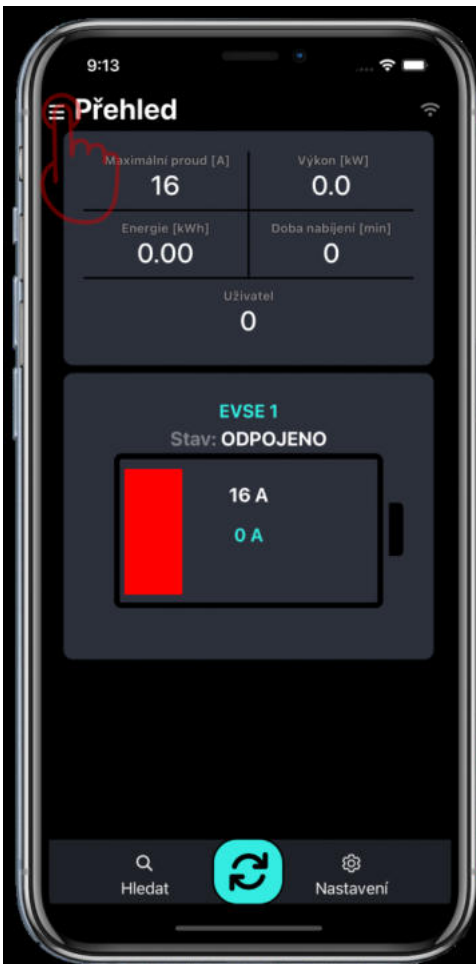 9:13
Přehled
Maximální proud [A]
16
Výkon [kW]
0.0
Energie [kWh]
0.00
Doba nabíjení [min]
0
Uživatel
0
EVSE 1
Stav: ODPOJENO
16 A
0 A
Hledat
Nastavení